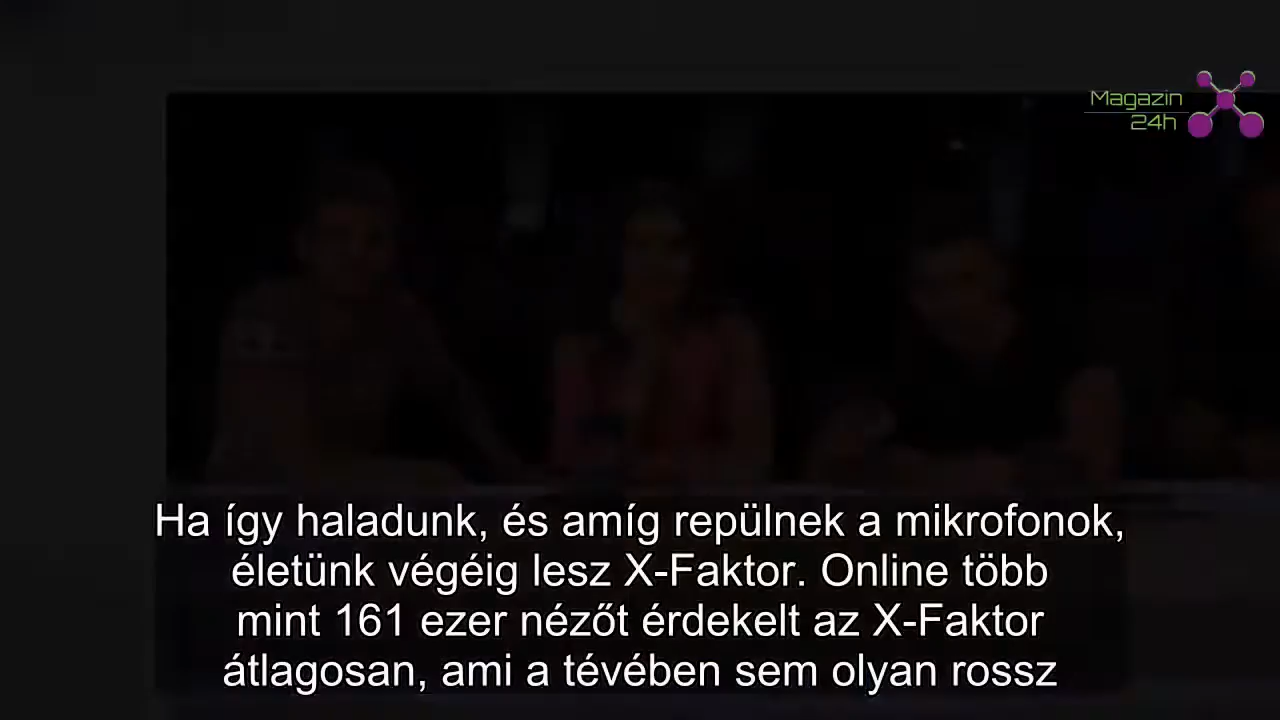 Magazin
24h
Ha így haladunk, és amíg repülnek a mikrofonok,
életünk végéig lesz X-Faktor. Online több
mint 161 ezer nézőt érdekelt az X-Faktor
átlagosan, ami a tévében sem olyan rossz